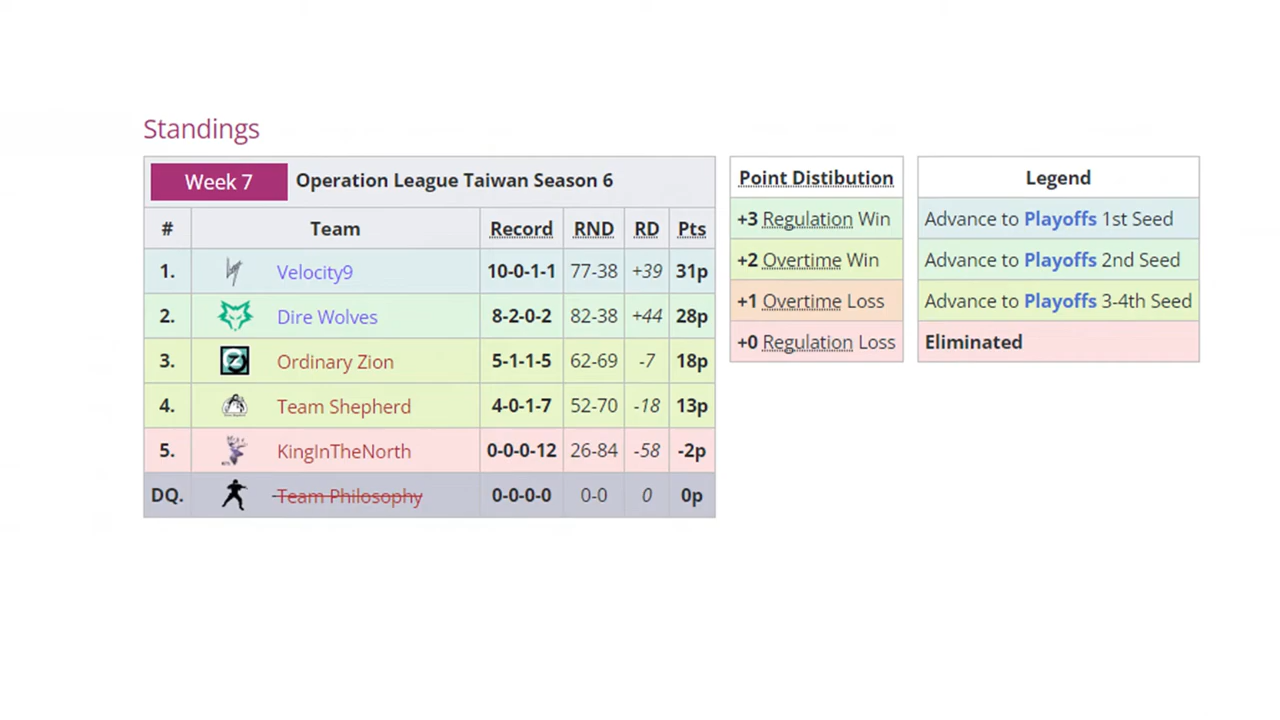 Standings
Week 7 Operation League Taiwan Season 6
# Team Record RND RD Pts
1. Velocity9 10-0-1-1 77-38 +39 31p
2. Dire Wolves 8-2-0-2 82-38 +44 28p
3. Ordinary Zion 5-1-1-5 62-69 -7 18p
4. Team Shepherd 4-0-1-7 52-70 -18 13p
5. KingInTheNorth 0-0-0-12 26-84 -58 -2p
DQ. Team Philosophy 0-0-0-0 0-0 0 0p
Point Distibution
+3 Regulation Win
+2 Overtime Win
+1 Overtime Loss
+0 Regulation Loss
Legend
Advance to Playoffs 1st Seed
Advance to Playoffs 2nd Seed
Advance to Playoffs 3-4th Seed
Eliminated